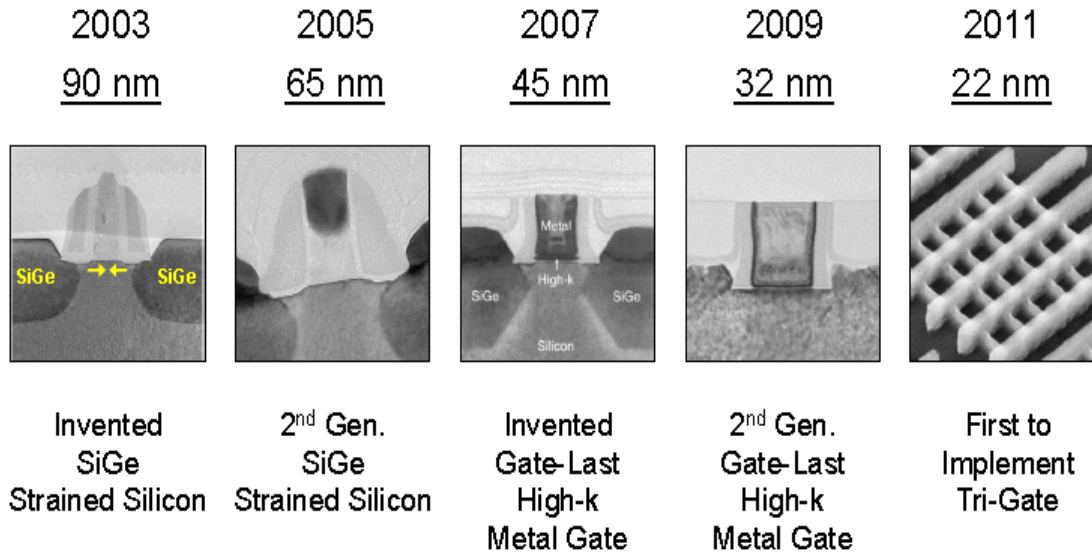 2003
90 nm
SiGe
SiGe
Invented
SiGe
Strained Silicon
2005
65 nm
2nd Gen.
SiGe
Strained Silicon
2007
45 nm
Metal
High-k
SiGe
SiGe
Silicon
Invented
Gate-Last
High-k
Metal Gate
2009
32 nm
2nd Gen.
Gate-Last
High-k
Metal Gate
2011
22 nm
First to
Implement
Tri-Gate